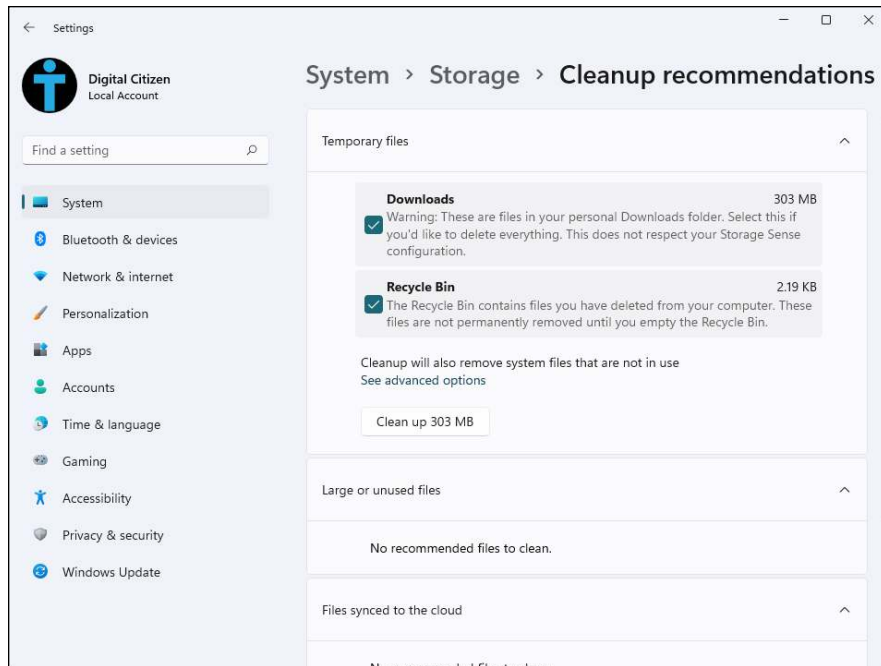 Settings
Digital Citizen
Local Account
Find a setting
System
Bluetooth & devices
Network & internet
Personalization
Apps
Accounts
Time & language
Gaming
Accessibility
Privacy & security
Windows Update
System > Storage > Cleanup recommendations
Temporary files
Downloads 303 MB
Warning: These are files in your personal Downloads folder. Select this if
you'd like to delete everything. This does not respect your Storage Sense
configuration.
Recycle Bin 2.19 KB
The Recycle Bin contains files you have deleted from your computer. These
files are not permanently removed until you empty the Recycle Bin.
Cleanup will also remove system files that are not in use
See advanced options
Clean up 303 MB
Large or unused files
No recommended files to clean.
Files synced to the cloud